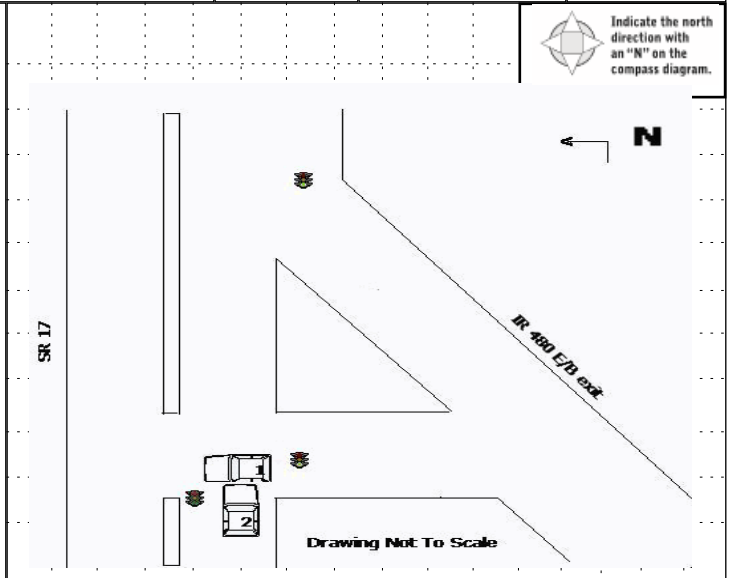 Indicate the north
direction with
an "N" on the
compass diagram.
N
SR 17
IR 480 E/B exit
1
2
Drawing Not To Scale